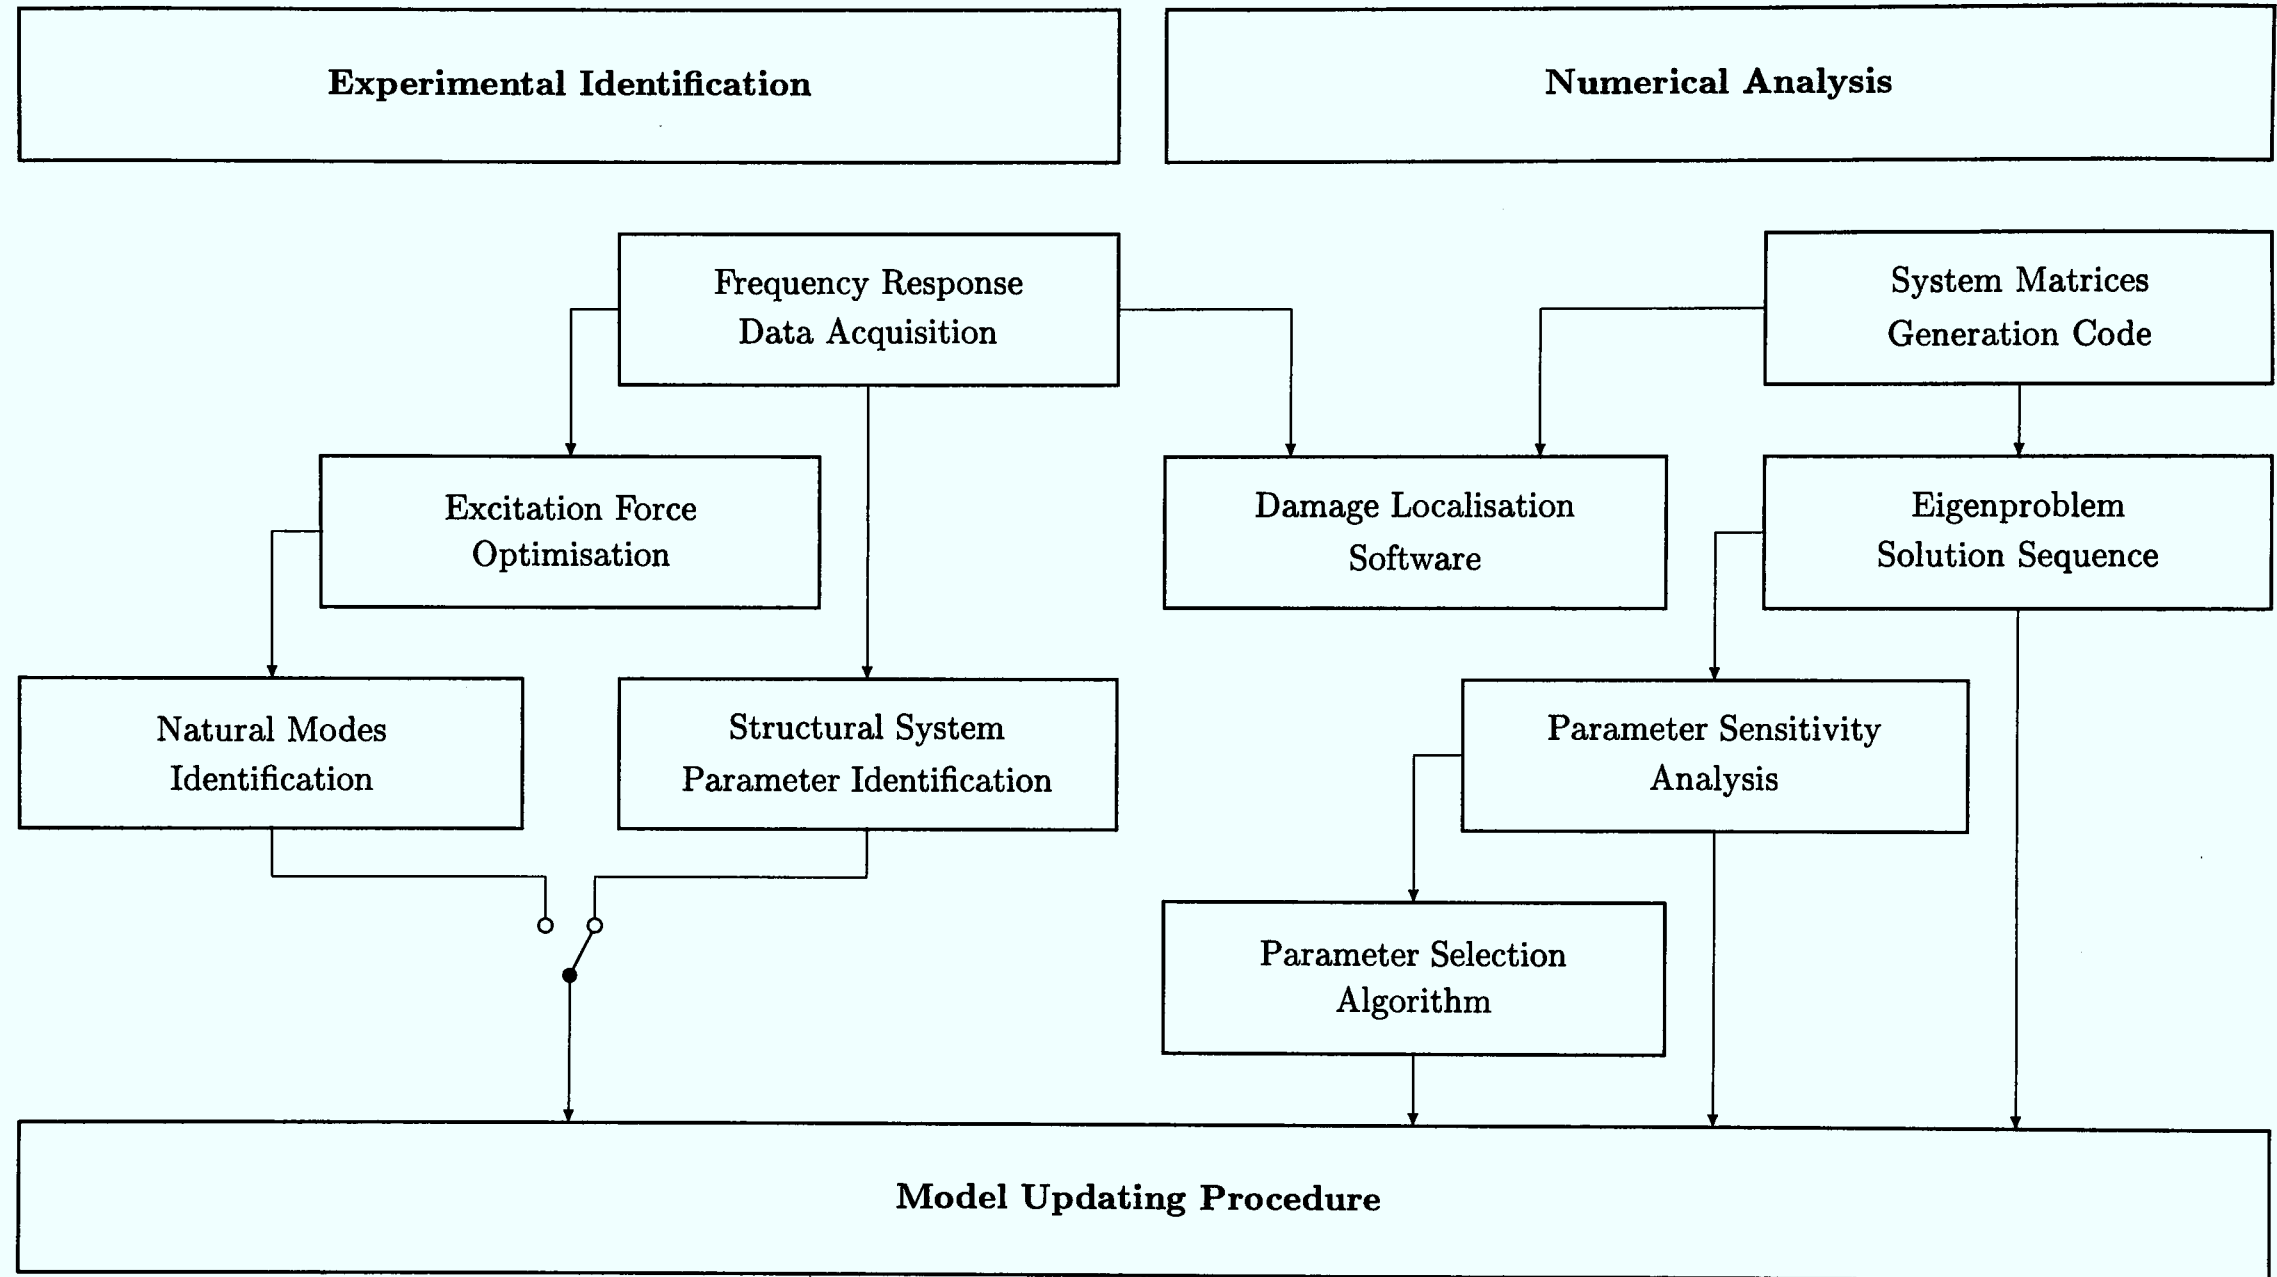 Experimental Identification
Numerical Analysis
Frequency Response
Data Acquisition
System Matrices
Generation Code
Excitation Force
Optimisation
Damage Localisation
Software
Eigenproblem
Solution Sequence
Natural Modes
Identification
Structural System
Parameter Identification
Parameter Sensitivity
Analysis
Parameter Selection
Algorithm
Model Updating Procedure